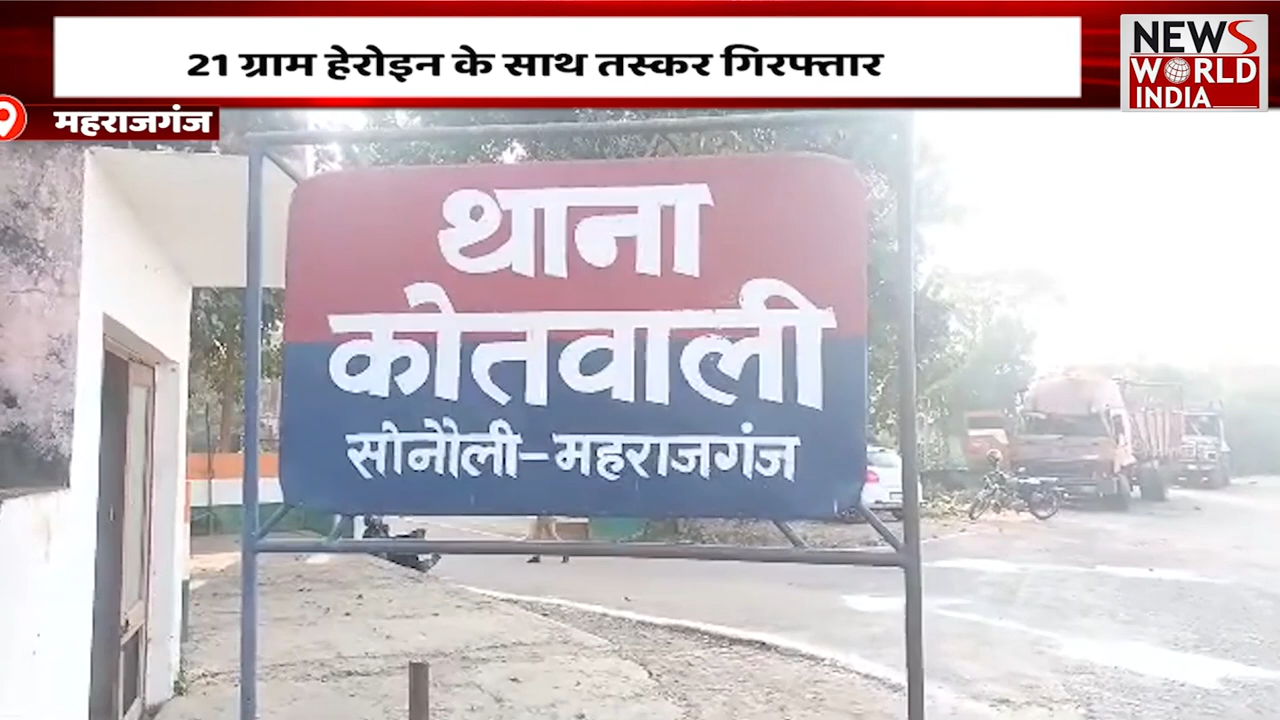 21 ग्राम हेरोइन के साथ तस्कर गिरफ्तार
NEWS
WORLD
INDIA
महराजगंज
थाना
कोतवाली
सोनौली-महराजगंज